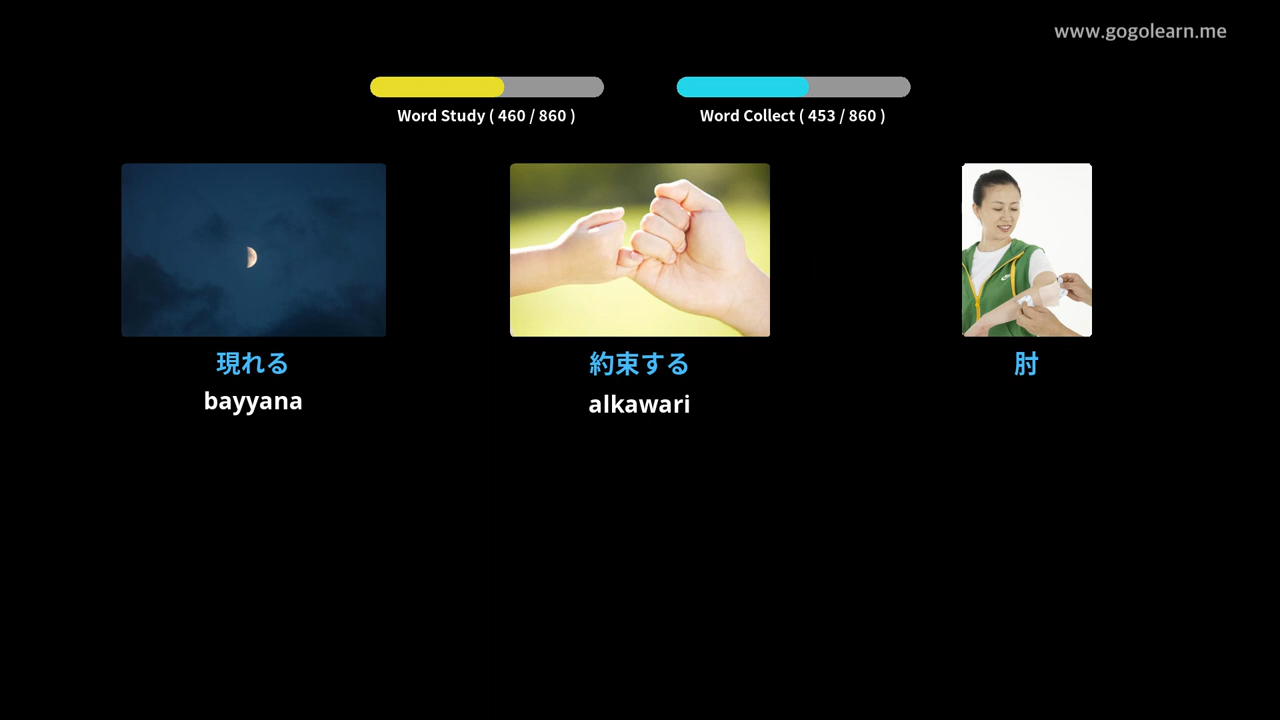 www.gogolearn.me
Word Study ( 460 / 860 )
Word Collect ( 453 / 860 )
現れる
bayyana
約束する
alkawari
肘